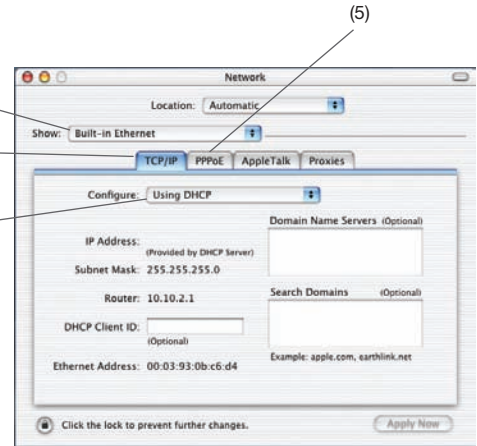 (5)
Network
Location: Automatic
Show: Built-in Ethernet
TCP/IP PPPoE AppleTalk Proxies
Configure: Using DHCP
Domain Name Servers (Optional)
IP Address:
(Provided by DHCP Server)
Subnet Mask: 255.255.255.0
Router: 10.10.2.1
Search Domains (Optional)
DHCP Client ID:
(Optional)
Example: apple.com, earthlink.net
Ethernet Address: 00:03:93:0b:c6:d4
Click the lock to prevent further changes.
Apply Now